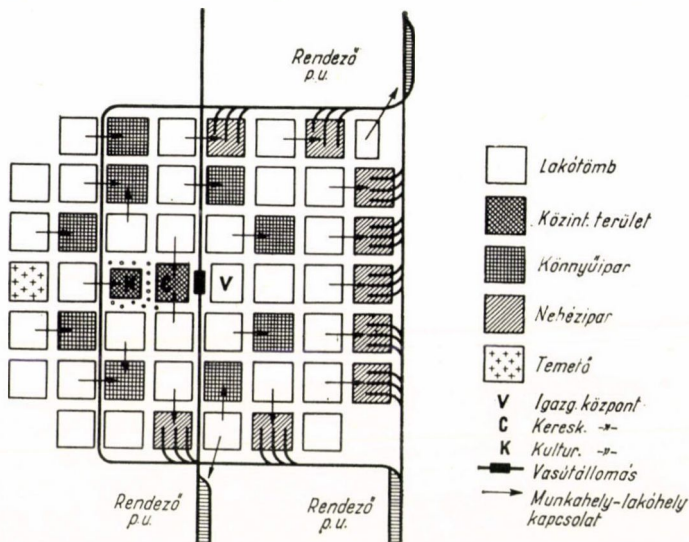 Rendező
p.u.
K
C
V
Rendező
p.u.
Rendező
p.u.
Lakótömb
Közint. terület
Könnyűipar
Nehézipar
Temető
V Igazg. központ
C Keresk. -"-
K Kultur. -"-
Vasútállomás
Munkahely-lakóhely
kapcsolat